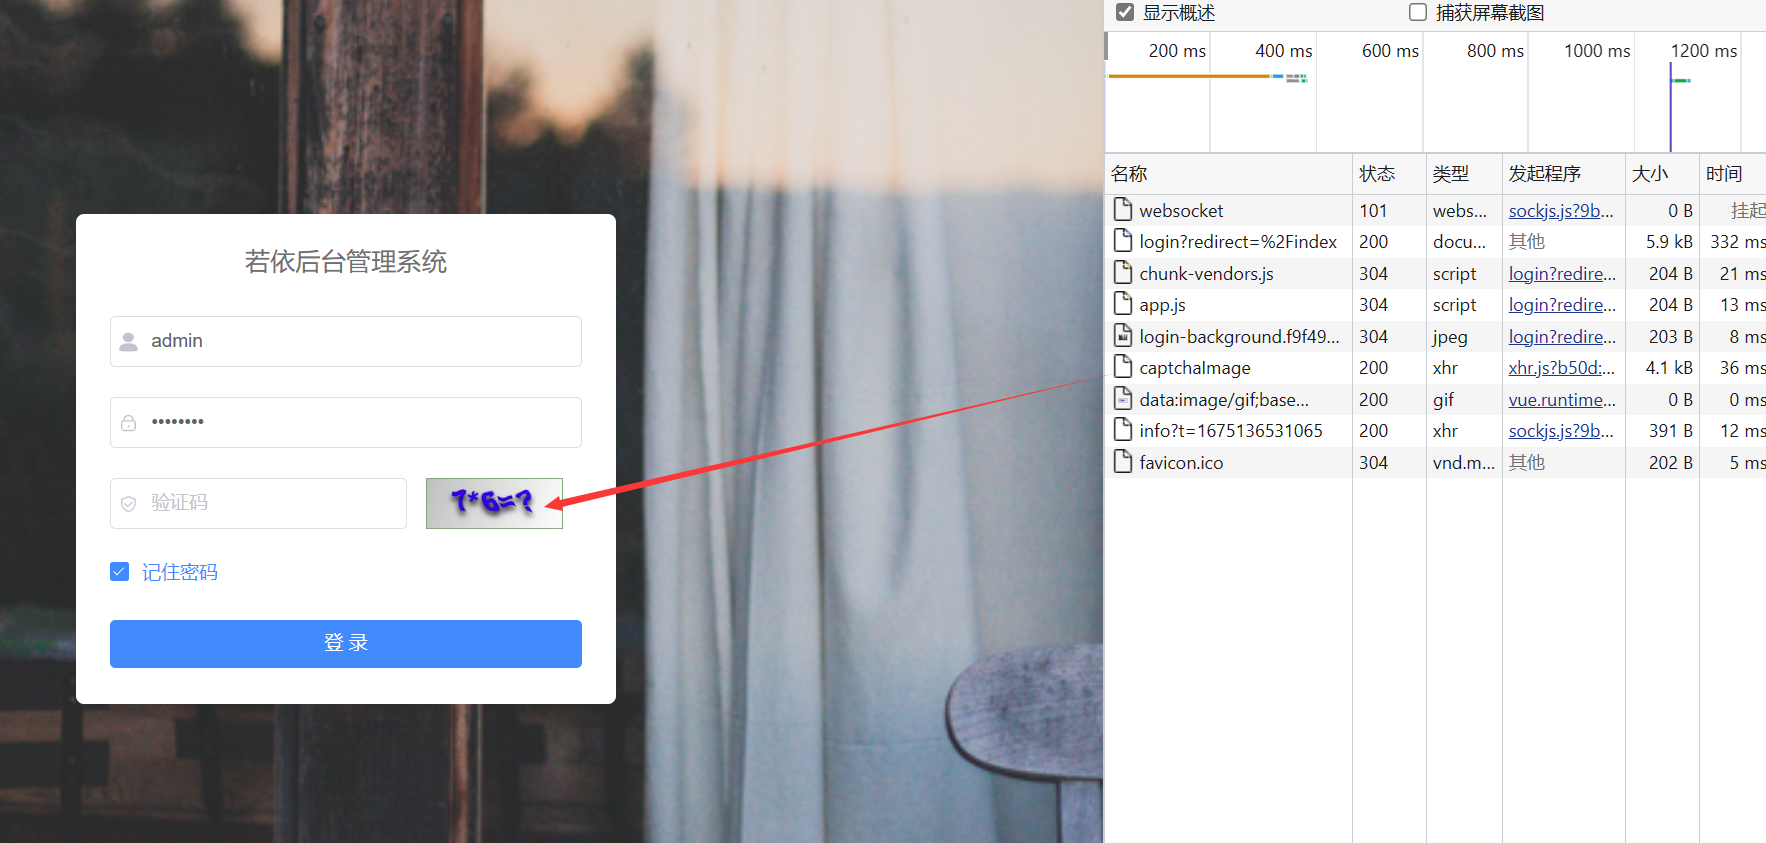 若依后台管理系统
admin
••••••••
验证码
7*6=?
记住密码
登 录
显示概述 捕获屏幕截图
200 ms 400 ms 600 ms 800 ms 1000 ms 1200 ms
名称 状态 类型 发起程序 大小 时间
websocket 101 webs... sockjs.js?9b... 0 B 挂起
login?redirect=%2Findex 200 docu... 其他 5.9 kB 332 ms
chunk-vendors.js 304 script login?redire... 204 B 21 ms
app.js 304 script login?redire... 204 B 13 ms
login-background.f9f49... 304 jpeg login?redire... 203 B 8 ms
captchaImage 200 xhr xhr.js?b50d:... 4.1 kB 36 ms
data:image/gif;base... 200 gif vue.runtime... 0 B 0 ms
info?t=1675136531065 200 xhr sockjs.js?9b... 391 B 12 ms
favicon.ico 304 vnd.m... 其他 202 B 5 ms